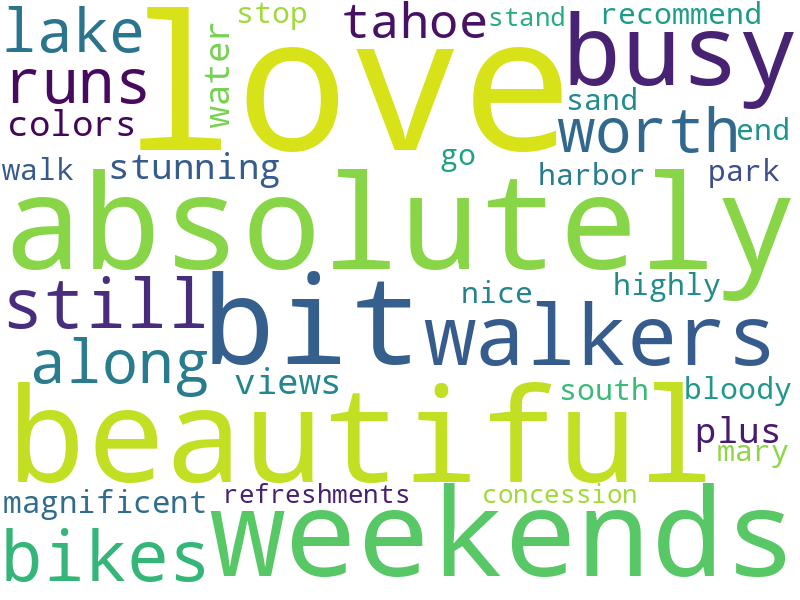 lake
stop
tahoe
stand
recommend
love
busy
runs
water
sand
colors
worth
end
walk
stunning
go
harbor
park
absolutely
still
bit
nice
highly
walkers
along
views
south
bloody
beautiful
plus
mary
magnificent
refreshments
concession
bikes
weekends